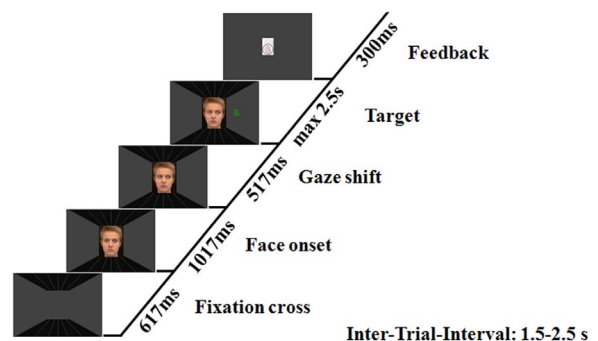 300ms
Feedback
max 2.5s
Target
&
517ms
Gaze shift
1017ms
Face onset
617ms
Fixation cross
Inter-Trial-Interval: 1.5-2.5 s